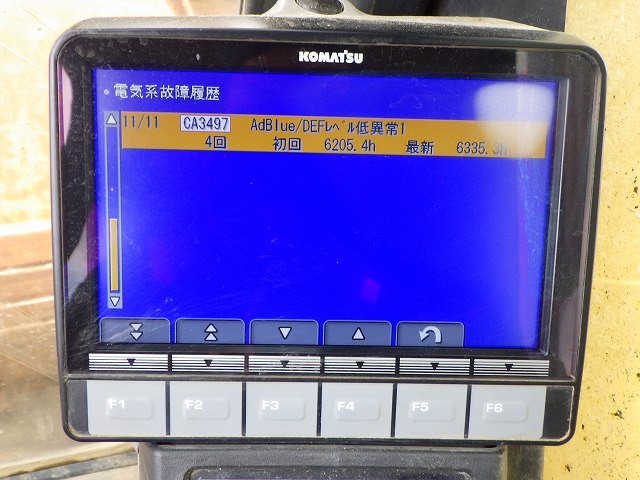 KOMATSU
電気系故障履歴
11/11 CA3497 AdBlue/DEFﾚﾍﾞﾙ低異常1
4回 初回 6205.4h 最新 6335.3h
F1 F2 F3 F4 F5 F6